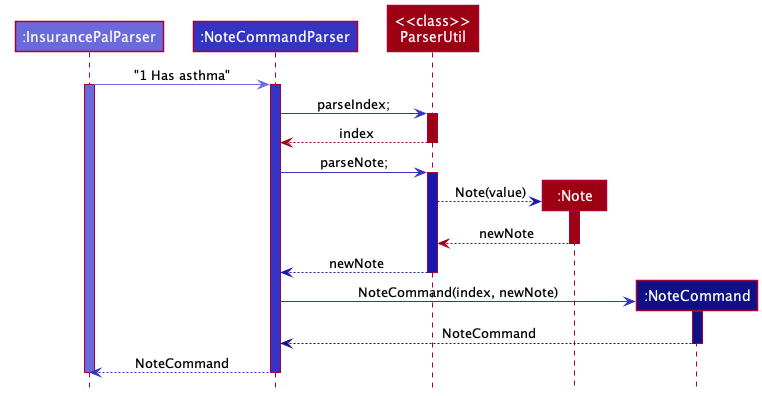 <<class>>
:InsurancePalParser :NoteCommandParser ParserUtil
"1 Has asthma"
parseIndex;
index
parseNote;
Note(value) :Note
newNote
newNote
NoteCommand(index, newNote) :NoteCommand
NoteCommand
NoteCommand